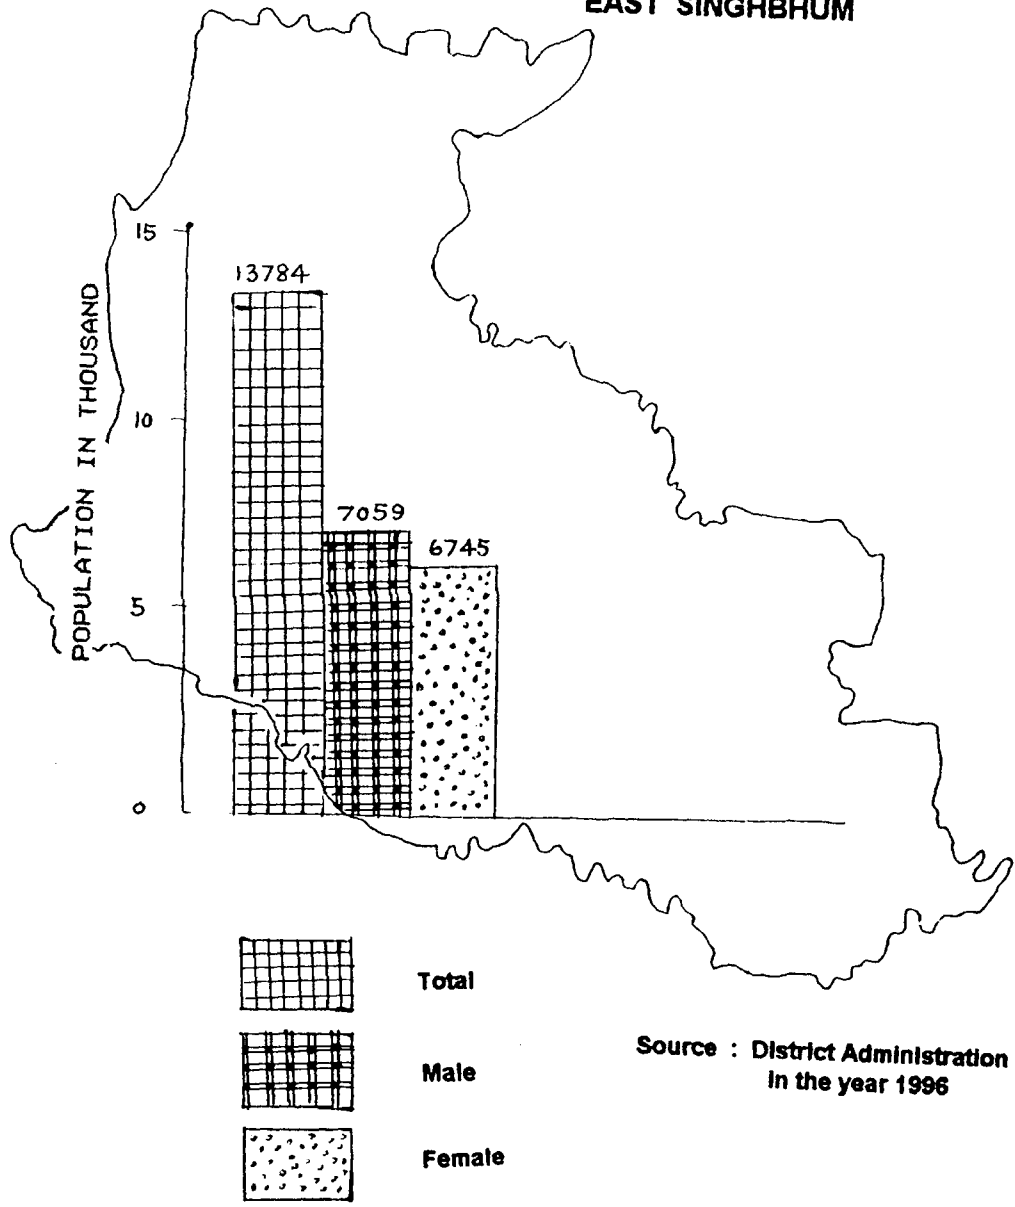 EAST SINGHBHUM
15
13784
POPULATION IN THOUSAND
10
7059
6745
5
0
Total
Male
Female
Source : District Administration
in the year 1996